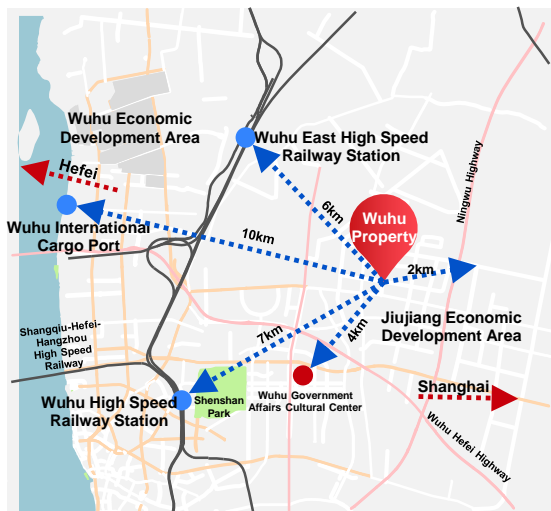 Wuhu Economic
Development Area
Wuhu East High Speed
Railway Station
Hefei
Ningwu Highway
6km
Wuhu
Property
Wuhu International
Cargo Port
10km
2km
Jiujiang Economic
Development Area
Shangqiu-Hefei-
Hangzhou
High Speed
Railway
7km
4km
Shanghai
Wuhu High Speed
Railway Station
Shenshan
Park
Wuhu Government
Affairs Cultural Center
Wuhu Hefei Highway